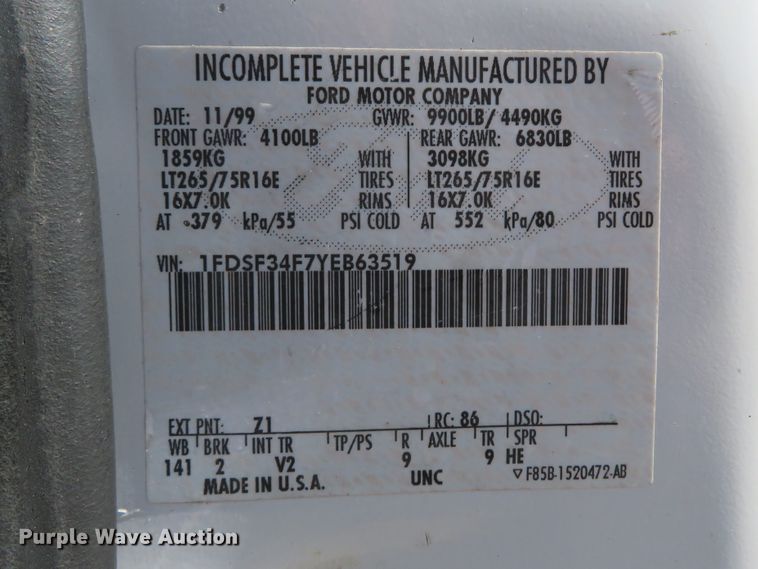 INCOMPLETE VEHICLE MANUFACTURED BY
FORD MOTOR COMPANY
DATE: 11/99 GVWR: 9900LB/ 4490KG
FRONT GAWR: 4100LB REAR GAWR: 6830LB
1859KG WITH 3098KG WITH
LT265/75R16E TIRES LT265/75R16E TIRES
16X7.0K RIMS 16X7.0K RIMS
AT 379 kPa/55 PSI COLD AT 552 kPa/80 PSI COLD
VIN: 1FDSF34F7YEB63519
EXT PNT: Z1 RC: 86 DSO:
WB BRK INT TR TP/PS R AXLE TR SPR
141 2 V2 9 9 HE
MADE IN U.S.A. UNC ▽ F85B-1520472-AB
Purple Wave Auction